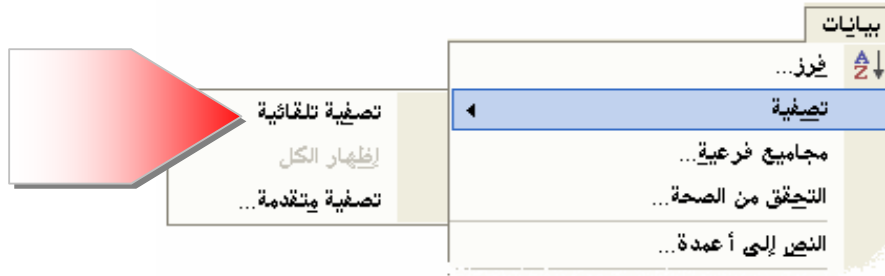 بيانات
فرز...
تصفية
مجاميع فرعية...
التحقق من الصحة...
النص إلى أعمدة...
تصفية تلقائية
إظهار الكل
تصفية متقدمة...